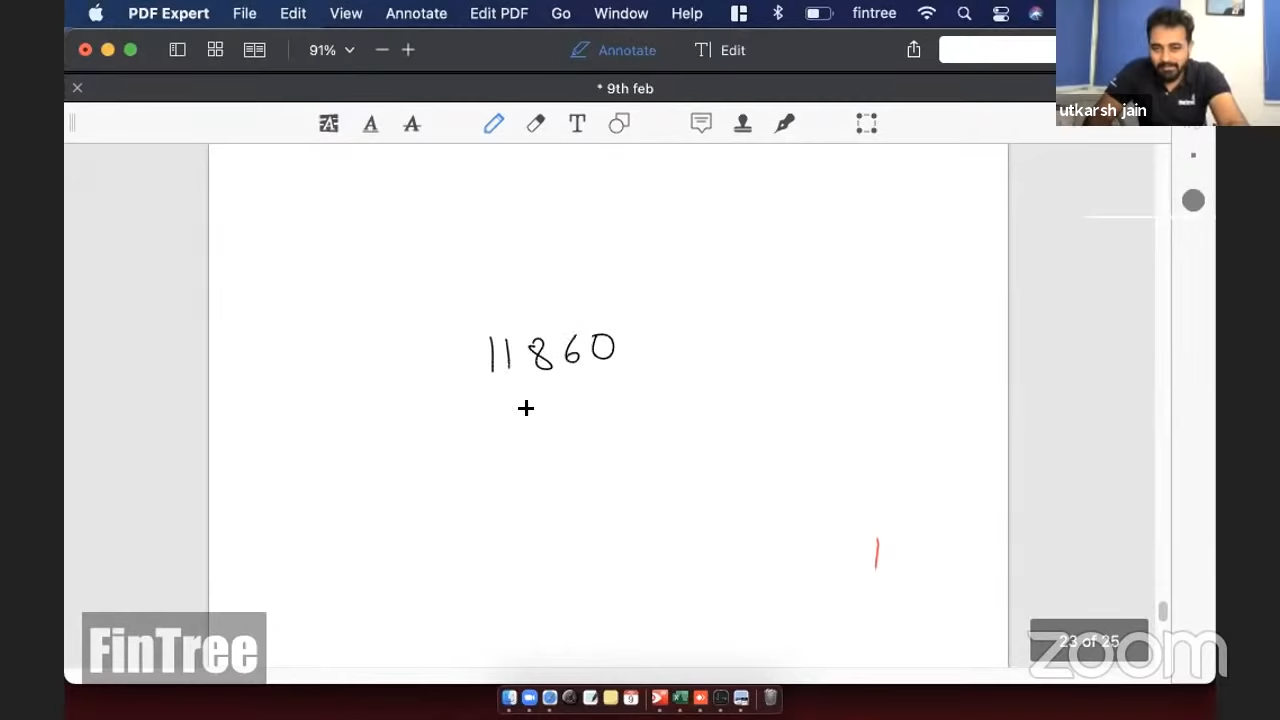 PDF Expert File Edit View Annotate Edit PDF Go Window Help fintree
91% Annotate T Edit
* 9th feb
A A A T
utkarsh jain
11860
FinTree
23 of 25
zoom